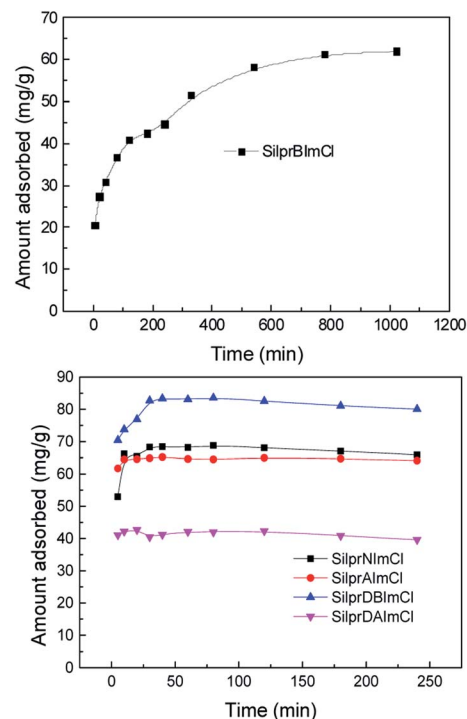 70
60
50
40
30
20
10
0
Amount adsorbed (mg/g)
SilprBImCl
0 200 400 600 800 1000 1200
Time (min)
90
80
70
60
50
40
30
20
10
0
Amount adsorbed (mg/g)
SilprNImCl
SilprAImCl
SilprDBImCl
SilprDAImCl
0 50 100 150 200 250
Time (min)